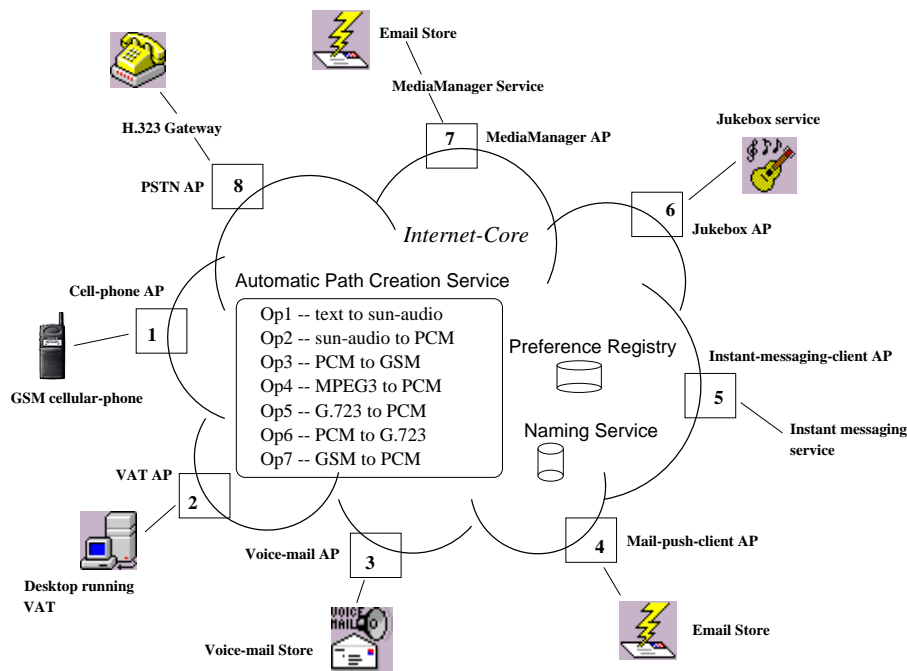 Email Store
MediaManager Service
H.323 Gateway
Jukebox service
7
MediaManager AP
PSTN AP
8
6
Jukebox AP
Internet-Core
Automatic Path Creation Service
Cell-phone AP
1
GSM cellular-phone
Op1 -- text to sun-audio
Op2 -- sun-audio to PCM
Op3 -- PCM to GSM
Op4 -- MPEG3 to PCM
Op5 -- G.723 to PCM
Op6 -- PCM to G.723
Op7 -- GSM to PCM
Preference Registry
Naming Service
Instant-messaging-client AP
5
Instant messaging
service
VAT AP
2
Desktop running
VAT
Voice-mail AP
3
VOICE
MAIL
Voice-mail Store
4
Mail-push-client AP
Email Store